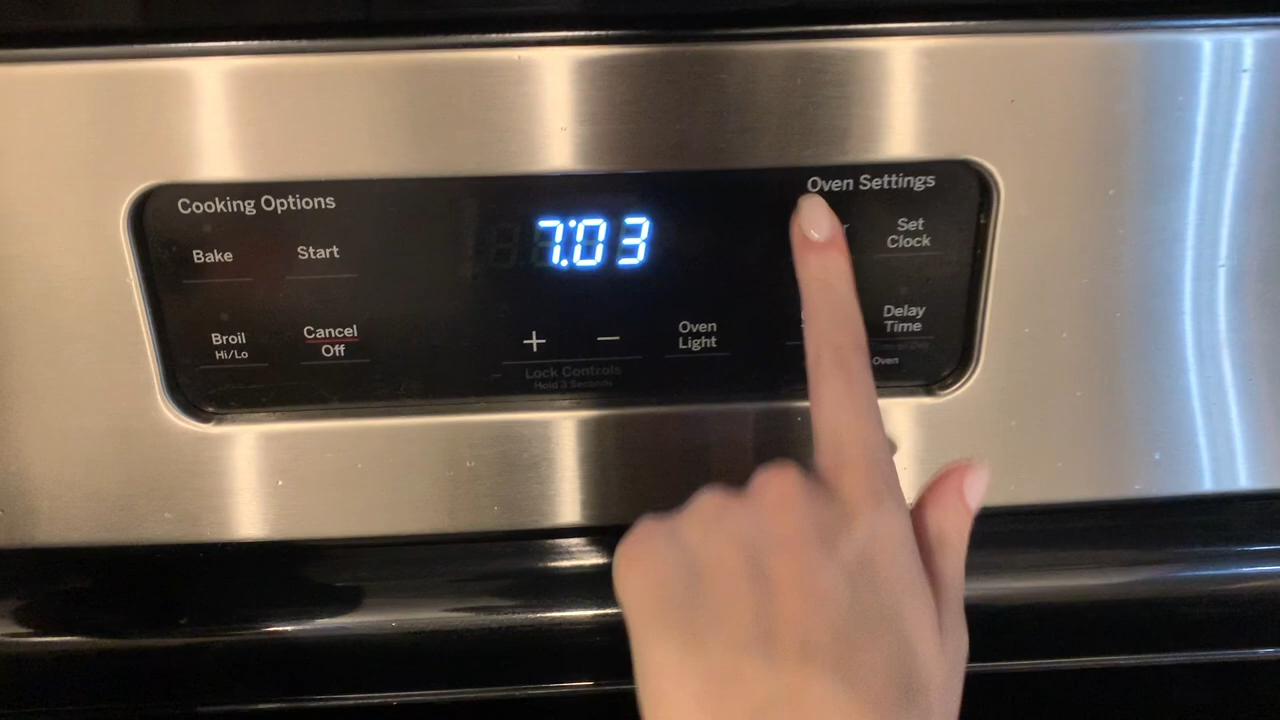 Cooking Options
Bake
Start
Broil
Hi/Lo
Cancel
Off
7:03
+ −
Lock Controls
Hold 3 Seconds
Oven
Light
Oven Settings
Set
Clock
Delay
Time
Oven